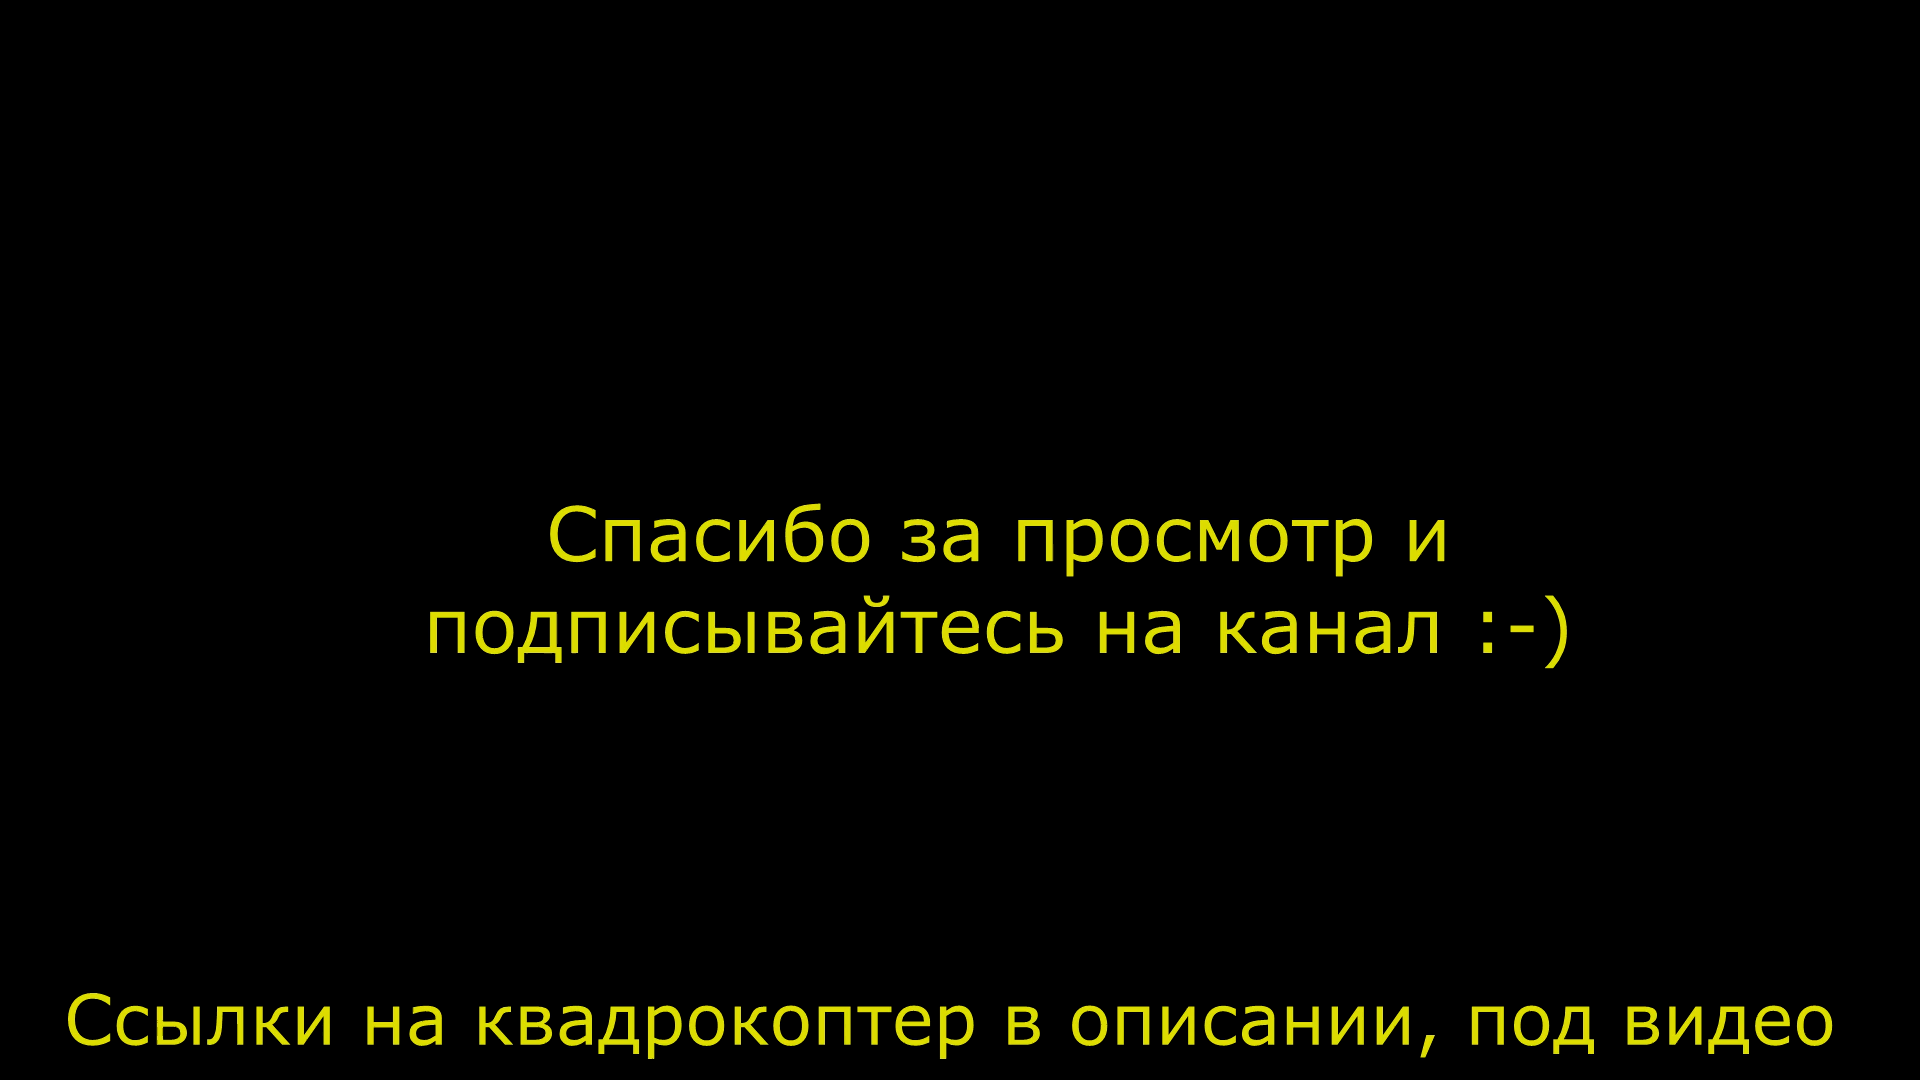 Спасибо за просмотр и
подписывайтесь на канал :-)
Ссылки на квадрокоптер в описании, под видео